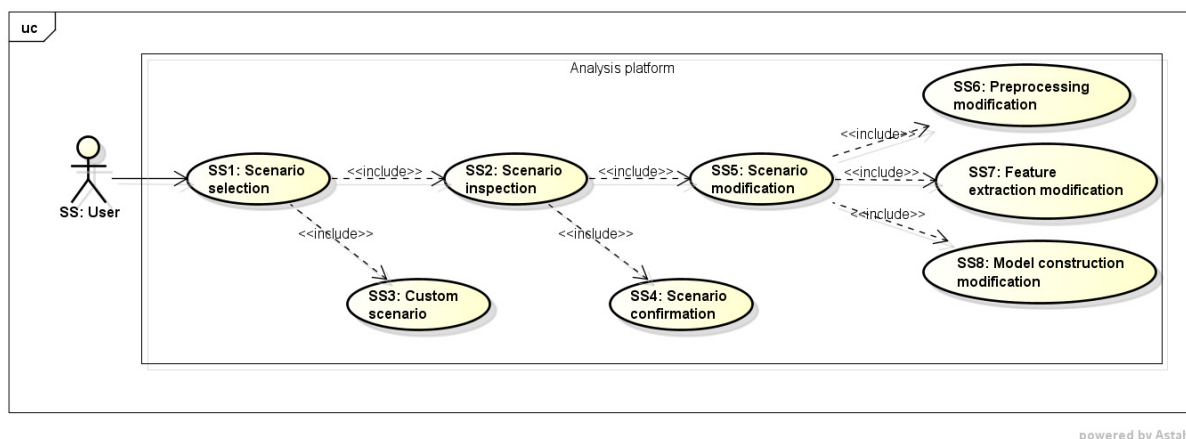 uc
Analysis platform
SS6: Preprocessing
modification
<<include>>
SS1: Scenario
selection
<<include>>
SS2: Scenario
inspection
<<include>>
SS5: Scenario
modification
<<include>>
SS7: Feature
extraction modification
SS: User
<<include>>
<<include>>
<<include>>
SS3: Custom
scenario
SS4: Scenario
confirmation
SS8: Model construction
modification
powered by Astah